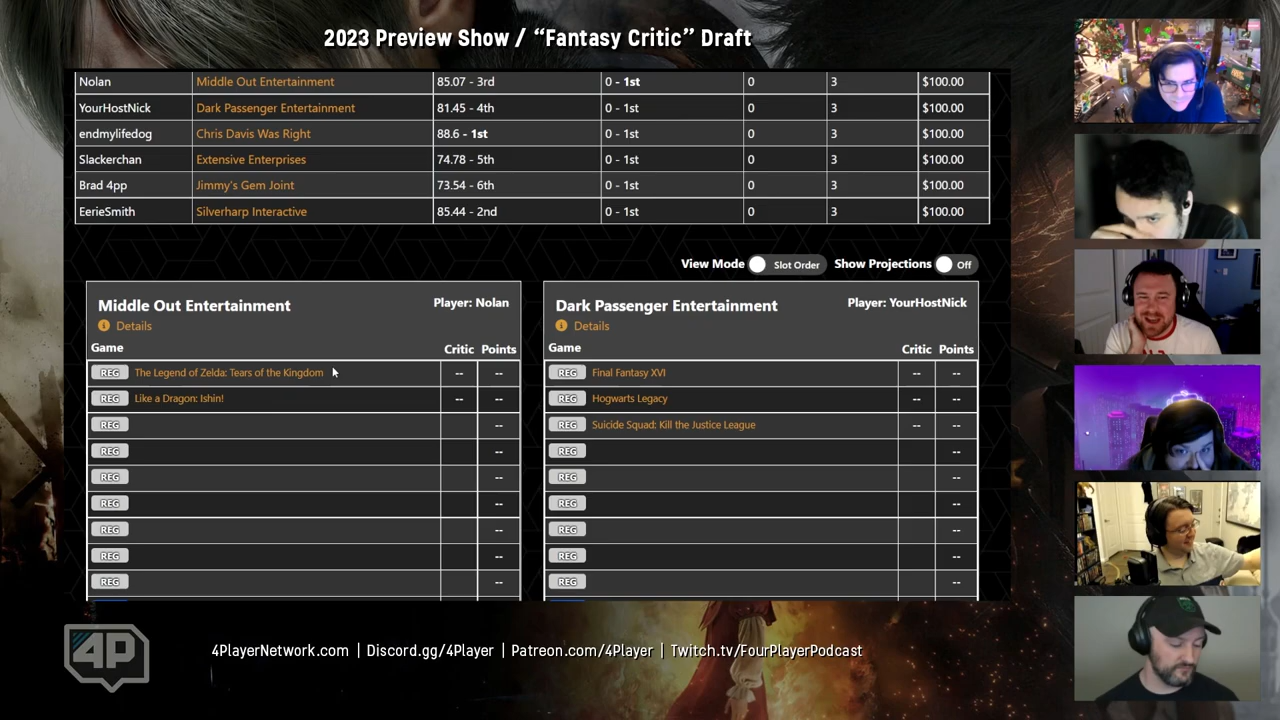 2023 Preview Show / “Fantasy Critic” Draft
Nolan Middle Out Entertainment 85.07 - 3rd 0 - 1st 0 3 $100.00
YourHostNick Dark Passenger Entertainment 81.45 - 4th 0 - 1st 0 3 $100.00
endmylifedog Chris Davis Was Right 88.6 - 1st 0 - 1st 0 3 $100.00
Slackerchan Extensive Enterprises 74.78 - 5th 0 - 1st 0 3 $100.00
Brad 4pp Jimmy's Gem Joint 73.54 - 6th 0 - 1st 0 3 $100.00
EerieSmith Silverharp Interactive 85.44 - 2nd 0 - 1st 0 3 $100.00
View Mode Slot Order Show Projections Off
Middle Out Entertainment Player: Nolan
Details
Game Critic Points
REG The Legend of Zelda: Tears of the Kingdom -- --
REG Like a Dragon: Ishin! -- --
REG --
REG --
REG --
REG --
REG --
REG --
REG --
Dark Passenger Entertainment Player: YourHostNick
Details
Game Critic Points
REG Final Fantasy XVI -- --
REG Hogwarts Legacy -- --
REG Suicide Squad: Kill the Justice League -- --
REG --
REG --
REG --
REG --
REG --
REG --
4P
4PlayerNetwork.com | Discord.gg/4Player | Patreon.com/4Player | Twitch.tv/FourPlayerPodcast